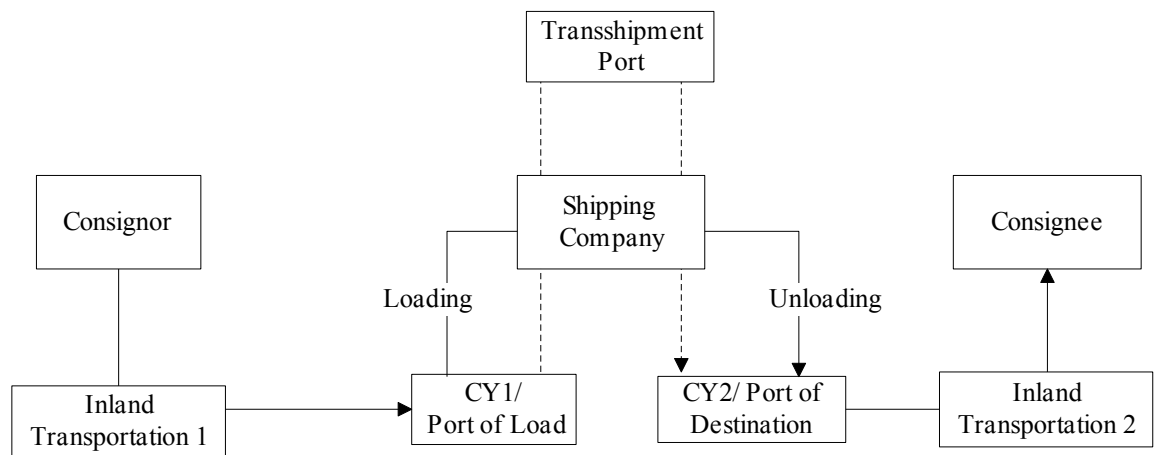 Transshipment
Port
Consignor
Shipping
Company
Consignee
Loading
Unloading
Inland
Transportation 1
CY1/
Port of Load
CY2/ Port of
Destination
Inland
Transportation 2